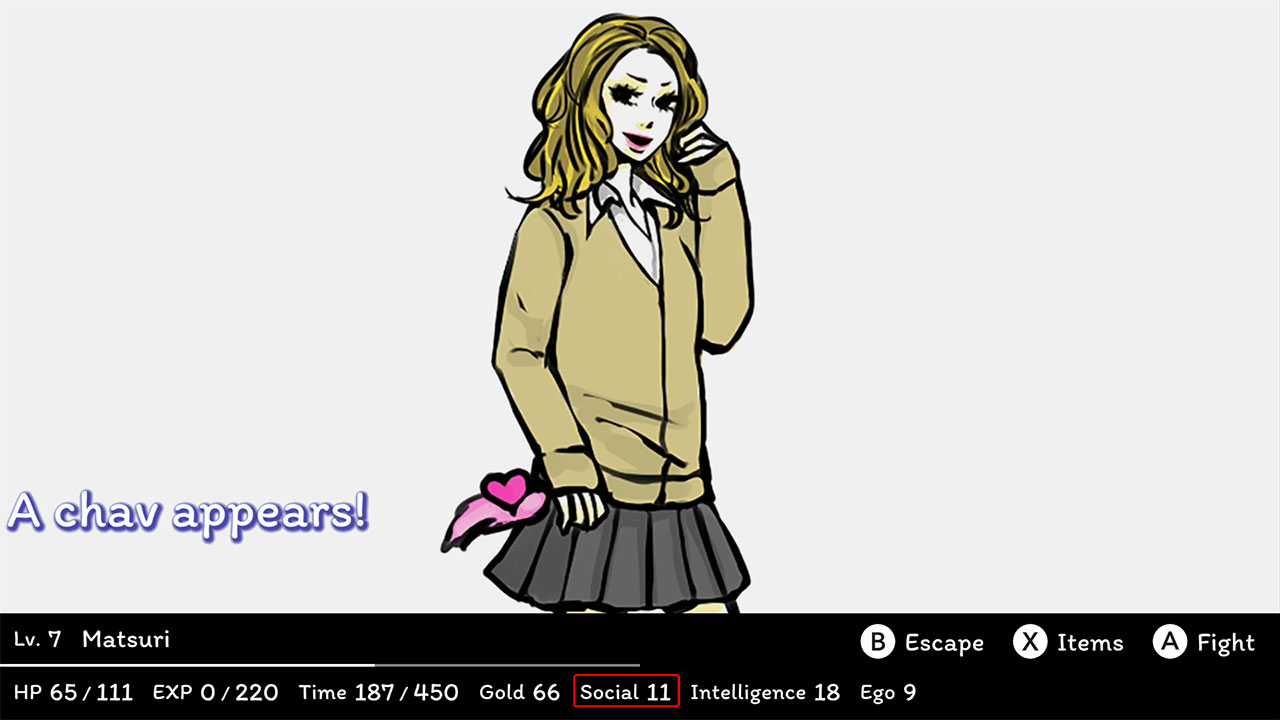 A chav appears!
Lv. 7 Matsuri
B Escape X Items A Fight
HP 65/111 EXP 0/220 Time 187/450 Gold 66 Social 11 Intelligence 18 Ego 9